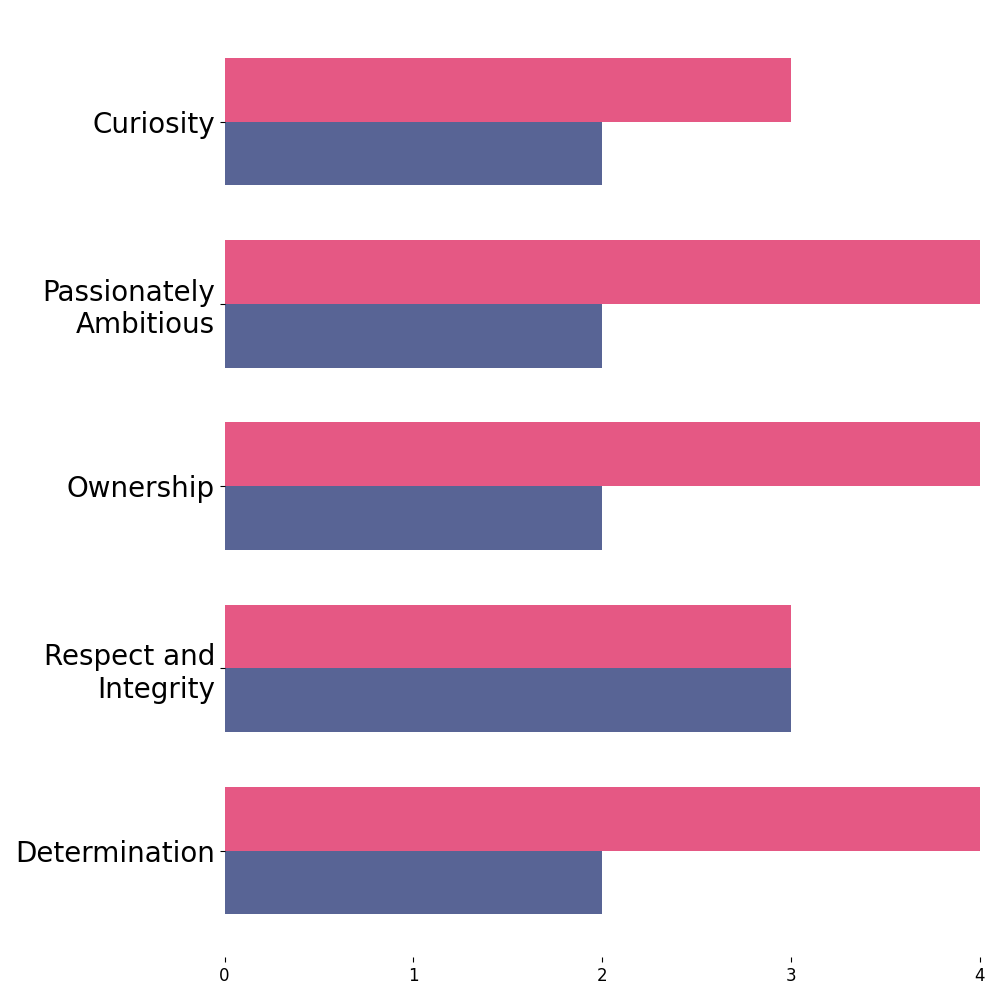 Curiosity
Passionately
Ambitious
Ownership
Respect and
Integrity
Determination
0 1 2 3 4